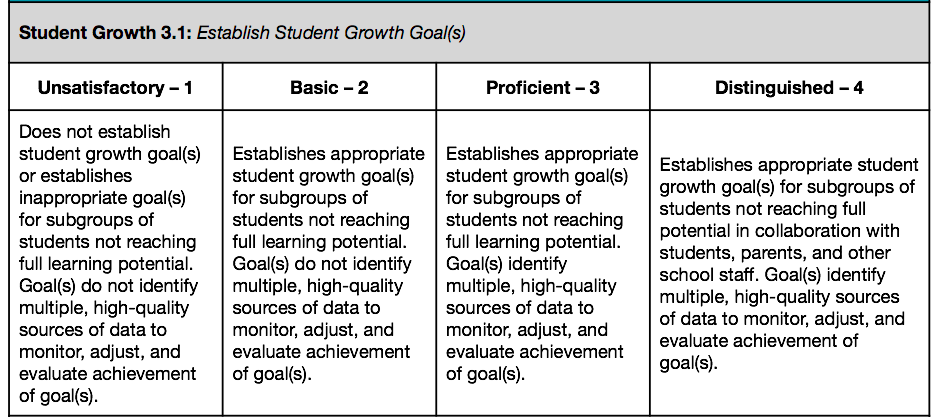 Student Growth 3.1: Establish Student Growth Goal(s)
Unsatisfactory – 1
Basic – 2
Proficient – 3
Distinguished – 4
Does not establish
student growth goal(s)
or establishes
inappropriate goal(s)
for subgroups of
students not reaching
full learning potential.
Goal(s) do not identify
multiple, high-quality
sources of data to
monitor, adjust, and
evaluate achievement
of goal(s).
Establishes appropriate
student growth goal(s)
for subgroups of
students not reaching
full learning potential.
Goal(s) do not identify
multiple, high-quality
sources of data to
monitor, adjust, and
evaluate achievement
of goal(s).
Establishes appropriate
student growth goal(s)
for subgroups of
students not reaching
full learning potential.
Goal(s) identify
multiple, high-quality
sources of data to
monitor, adjust, and
evaluate achievement
of goal(s).
Establishes appropriate student
growth goal(s) for subgroups of
students not reaching full
potential in collaboration with
students, parents, and other
school staff. Goal(s) identify
multiple, high-quality sources
of data to monitor, adjust, and
evaluate achievement of
goal(s).